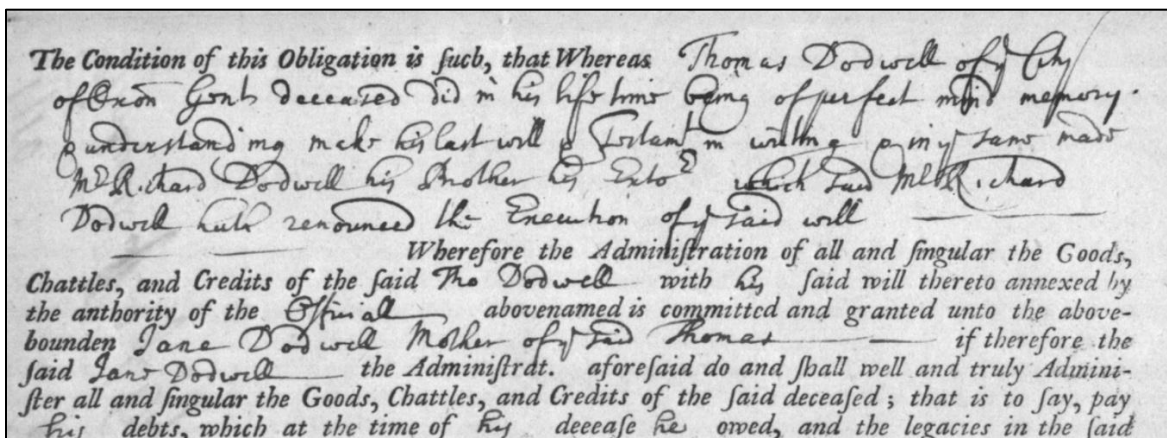 The Condition of this Obligation is ſuch, that Whereas Thomas Dodwell of yͤ City
of Oxon Gent deceased did in his life time being of perfect mind memory
& understanding make his last will & Testamͭ in writing & in yͤ same made
Mͬ Richard Dodwell his Brother his Extoͬ which said Mͬ Richard
Dodwell hath renounced the Execution of yͤ said will
Wherefore the Adminiſtration of all and ſingular the Goods,
Chattles, and Credits of the ſaid Tho Dodwell with his ſaid will thereto annexed by
the anthority of the Official abovenamed is committed and granted unto the above-
bounden Jane Dodwell Mother of yͤ said Thomas if therefore the
ſaid Jane Dodwell the Adminiſtrat. aforeſaid do and ſhall well and truly Admini-
ſter all and ſingular the Goods, Chattles, and Credits of the ſaid deceaſed ; that is to ſay, pay
his debts, which at the time of his deceaſe he owed, and the legacies in the ſaid